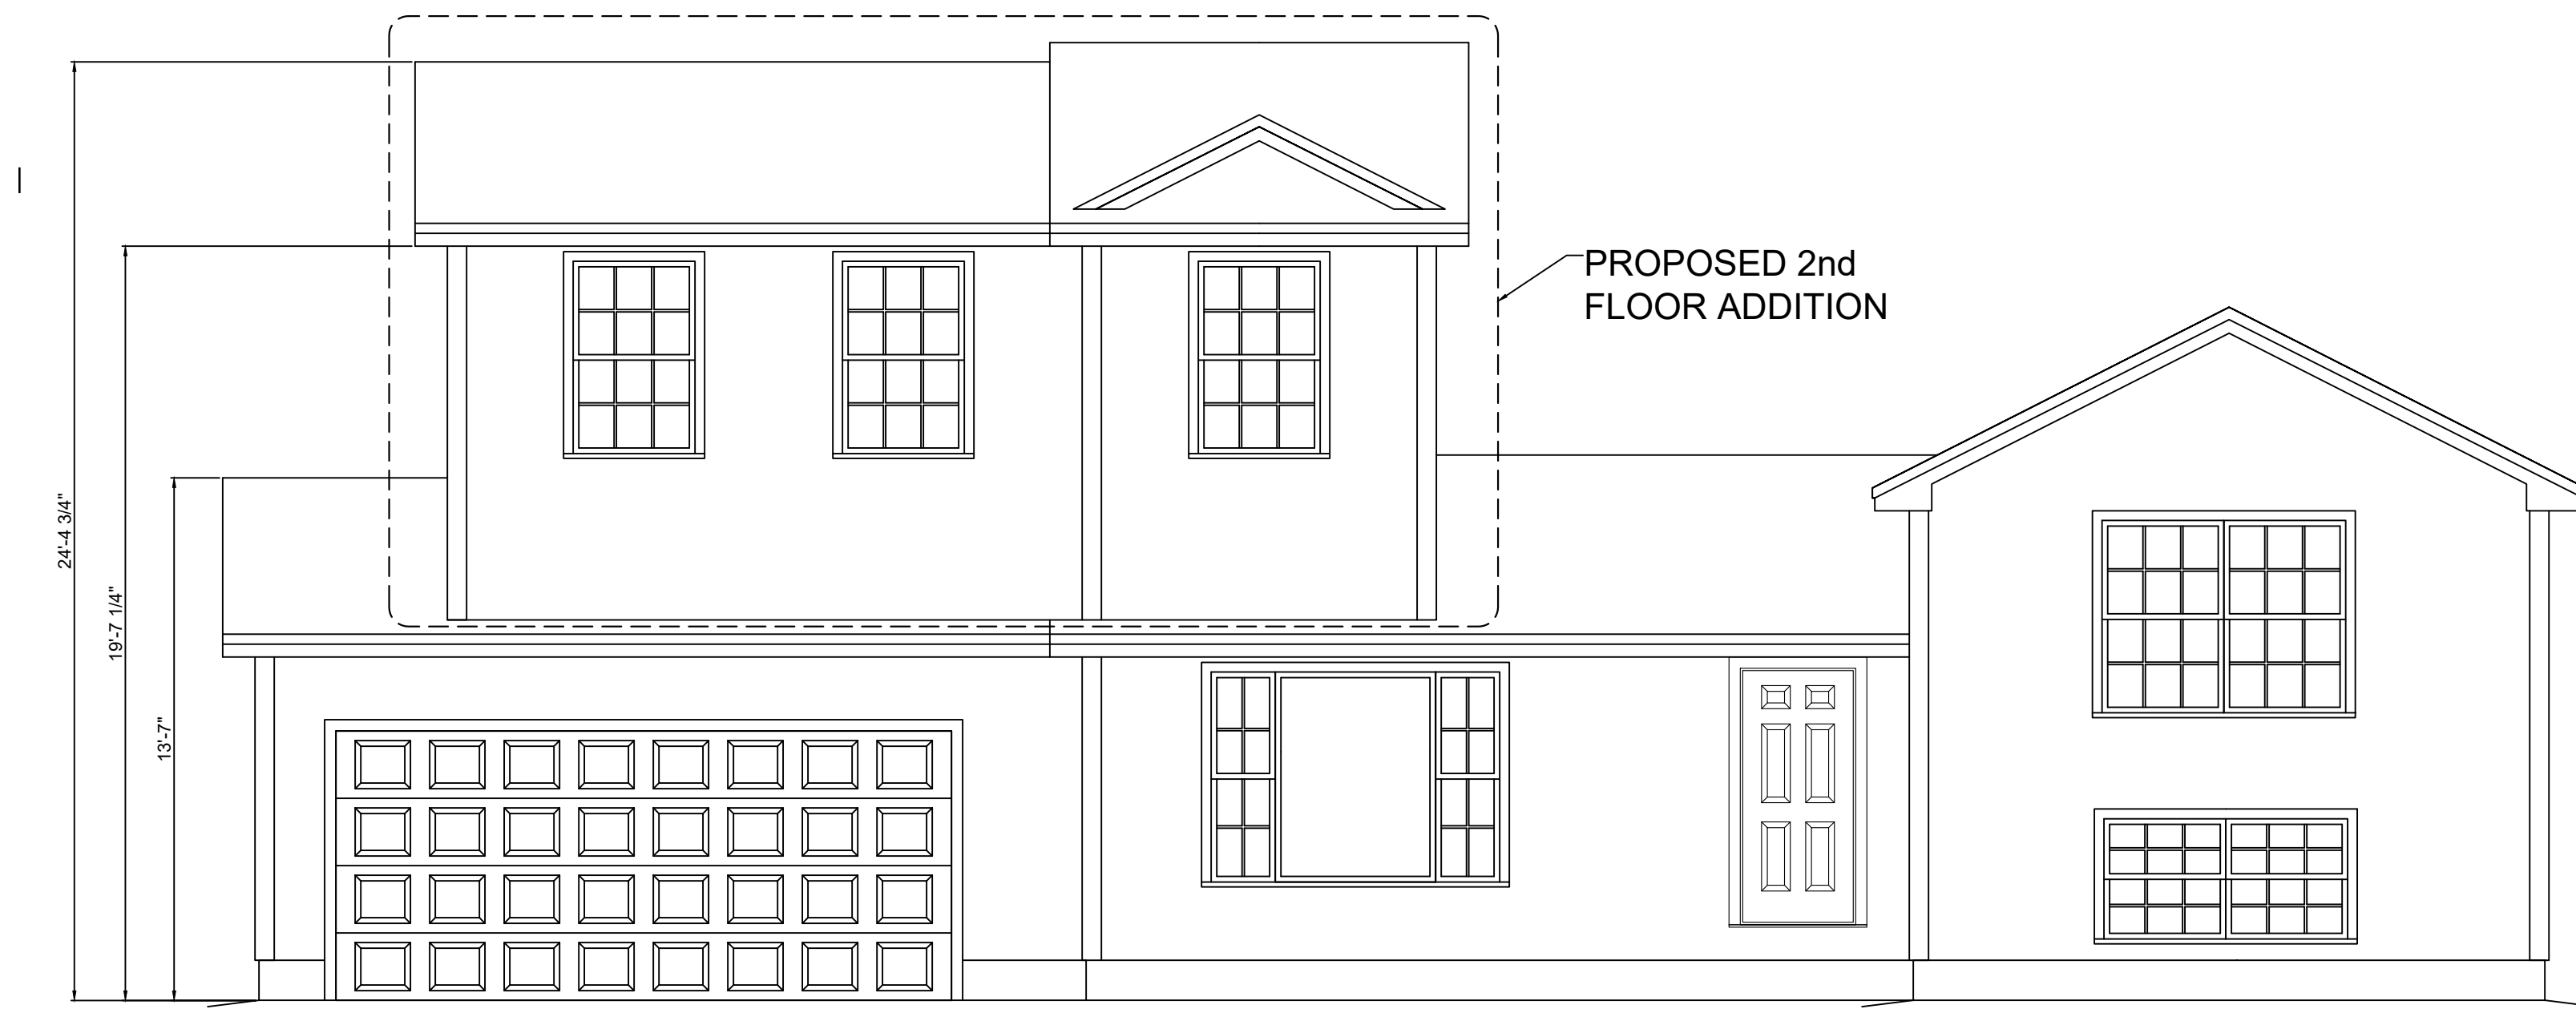 PROPOSED 2nd
FLOOR ADDITION
24'-4 3/4"
19'-7 1/4"
13'-7"